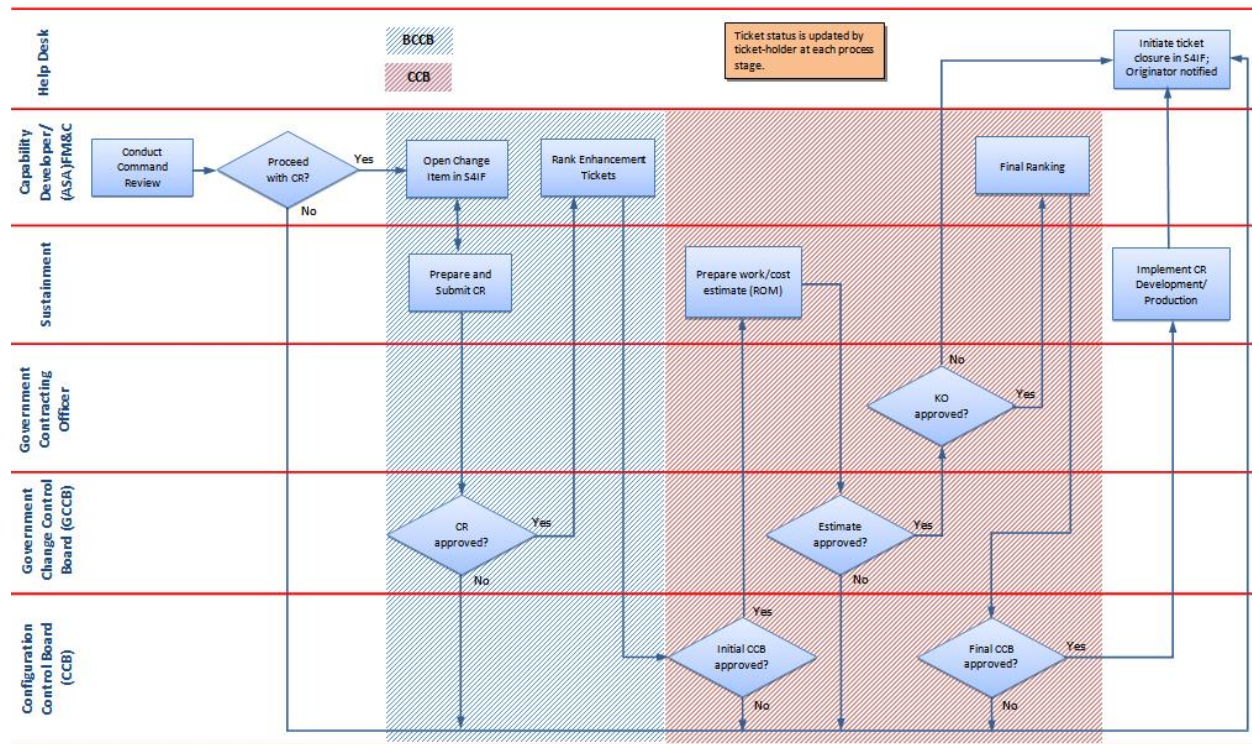 Help Desk
BCCB
CCB
Ticket status is updated by
ticket-holder at each process
stage.
Initiate ticket
closure in S4IF;
Originator notified
Capability
Developer/
(ASA)FM&C
Conduct
Command
Review
Proceed
with CR?
Yes
No
Open Change
Item in S4IF
Rank Enhancement
Tickets
Final Ranking
Sustainment
Prepare and
Submit CR
Prepare work/cost
estimate (ROM)
Implement CR
Development/
Production
Government
Contracting
Officer
No
KO
approved?
Yes
Government
Change Control
Board (GCCB)
CR
approved?
Yes
No
Estimate
approved?
Yes
No
Configuration
Control Board
(CCB)
Yes
Initial CCB
approved?
No
Final CCB
approved?
Yes
No